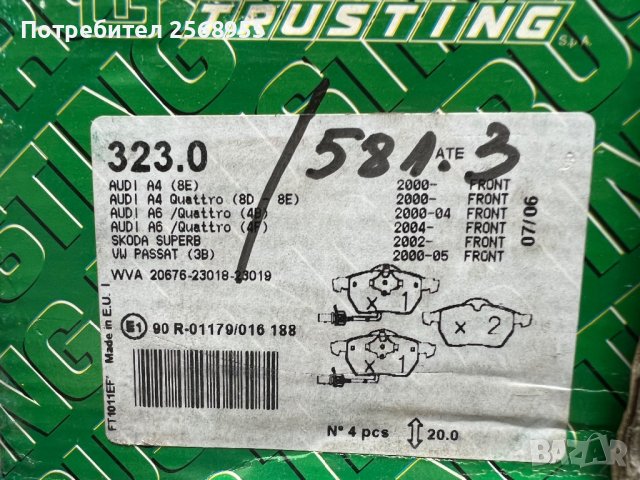 Потребител 2568955
TRUSTING
S.p.A.
323.0 / 581.3
ATE
AUDI A4 (8E) 2000- FRONT
AUDI A4 Quattro (8D - 8E) 2000- FRONT
AUDI A6 /Quattro (4B) 2000-04 FRONT
AUDI A6 /Quattro (4F) 2004- FRONT
SKODA SUPERB 2002- FRONT
VW PASSAT (3B) 2000-05 FRONT
WVA 20676-23018-23019
07/06
E1 90 R-01179/016 188
X 1
X 2
X 1
Made in E.U.
FT1011EF
N° 4 pcs 20.0
BAZAR